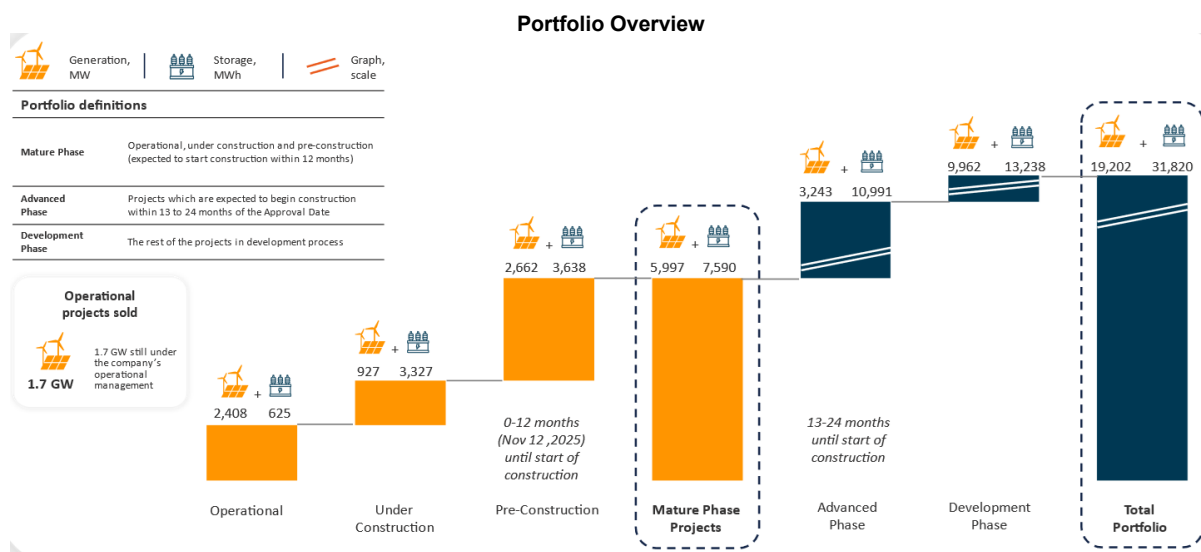 Portfolio Overview
Generation,
MW
Storage,
MWh
Graph,
scale
Portfolio definitions
Mature Phase
Operational, under construction and pre-construction
(expected to start construction within 12 months)
Advanced
Phase
Projects which are expected to begin construction
within 13 to 24 months of the Approval Date
Development
Phase
The rest of the projects in development process
Operational
projects sold
1.7 GW
1.7 GW still under
the company's
operational
management
+
2,408 625
Operational
+
927 3,327
Under
Construction
+
2,662 3,638
0-12 months
(Nov 12 ,2025)
until start of
construction
Pre-Construction
+
5,997 7,590
Mature Phase
Projects
+
3,243 10,991
13-24 months
until start of
construction
Advanced
Phase
+
9,962 13,238
Development
Phase
+
19,202 31,820
Total
Portfolio